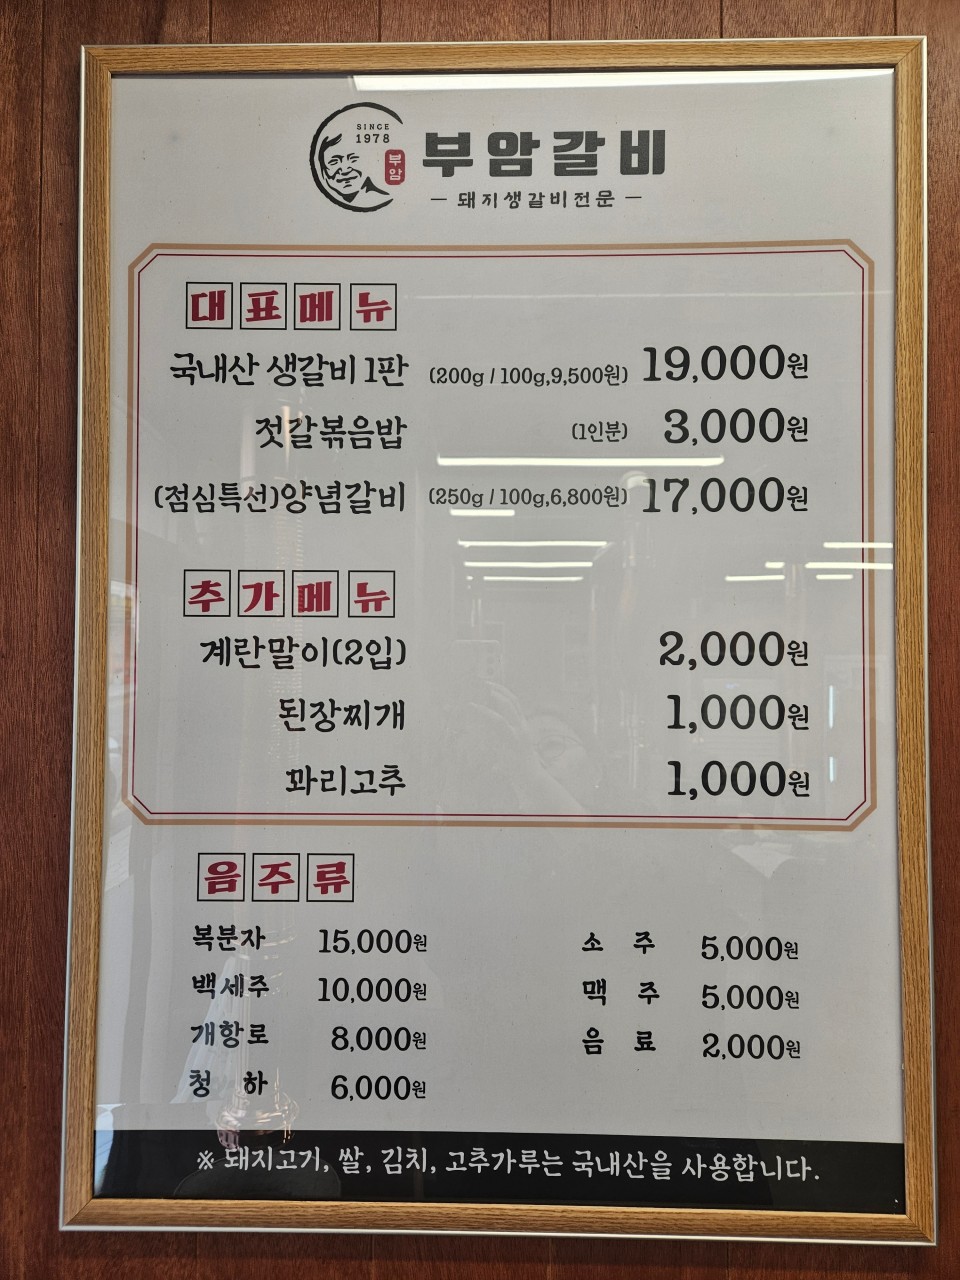 SINCE
1978
부암
부암갈비
— 돼지생갈비전문 —
대표메뉴
국내산 생갈비 1판 (200g / 100g,9,500원) 19,000원
젓갈볶음밥 (1인분) 3,000원
(점심특선)양념갈비 (250g / 100g,6,800원) 17,000원
추가메뉴
계란말이(2입) 2,000원
된장찌개 1,000원
꽈리고추 1,000원
음주류
복분자 15,000원 소 주 5,000원
백세주 10,000원 맥 주 5,000원
개항로 8,000원 음 료 2,000원
청 하 6,000원
※ 돼지고기, 쌀, 김치, 고추가루는 국내산을 사용합니다.